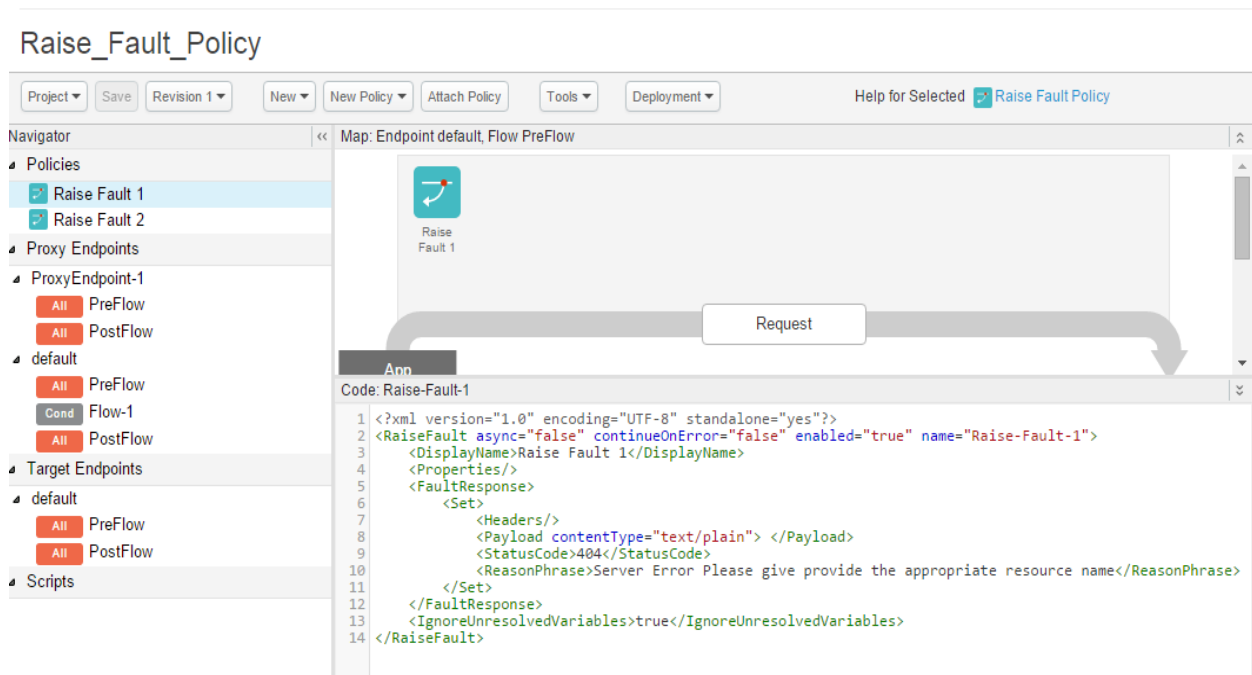 Raise_Fault_Policy
Project Save Revision 1 New New Policy Attach Policy Tools Deployment Help for Selected Raise Fault Policy
Navigator
Policies
Raise Fault 1
Raise Fault 2
Proxy Endpoints
ProxyEndpoint-1
All PreFlow
All PostFlow
default
All PreFlow
Cond Flow-1
All PostFlow
Target Endpoints
default
All PreFlow
All PostFlow
Scripts
Map: Endpoint default, Flow PreFlow
Raise
Fault 1
Request
App
Code: Raise-Fault-1
1 <?xml version="1.0" encoding="UTF-8" standalone="yes"?>
2 <RaiseFault async="false" continueOnError="false" enabled="true" name="Raise-Fault-1">
3 <DisplayName>Raise Fault 1</DisplayName>
4 <Properties/>
5 <FaultResponse>
6 <Set>
7 <Headers/>
8 <Payload contentType="text/plain"> </Payload>
9 <StatusCode>404</StatusCode>
10 <ReasonPhrase>Server Error Please give provide the appropriate resource name</ReasonPhrase>
11 </Set>
12 </FaultResponse>
13 <IgnoreUnresolvedVariables>true</IgnoreUnresolvedVariables>
14 </RaiseFault>